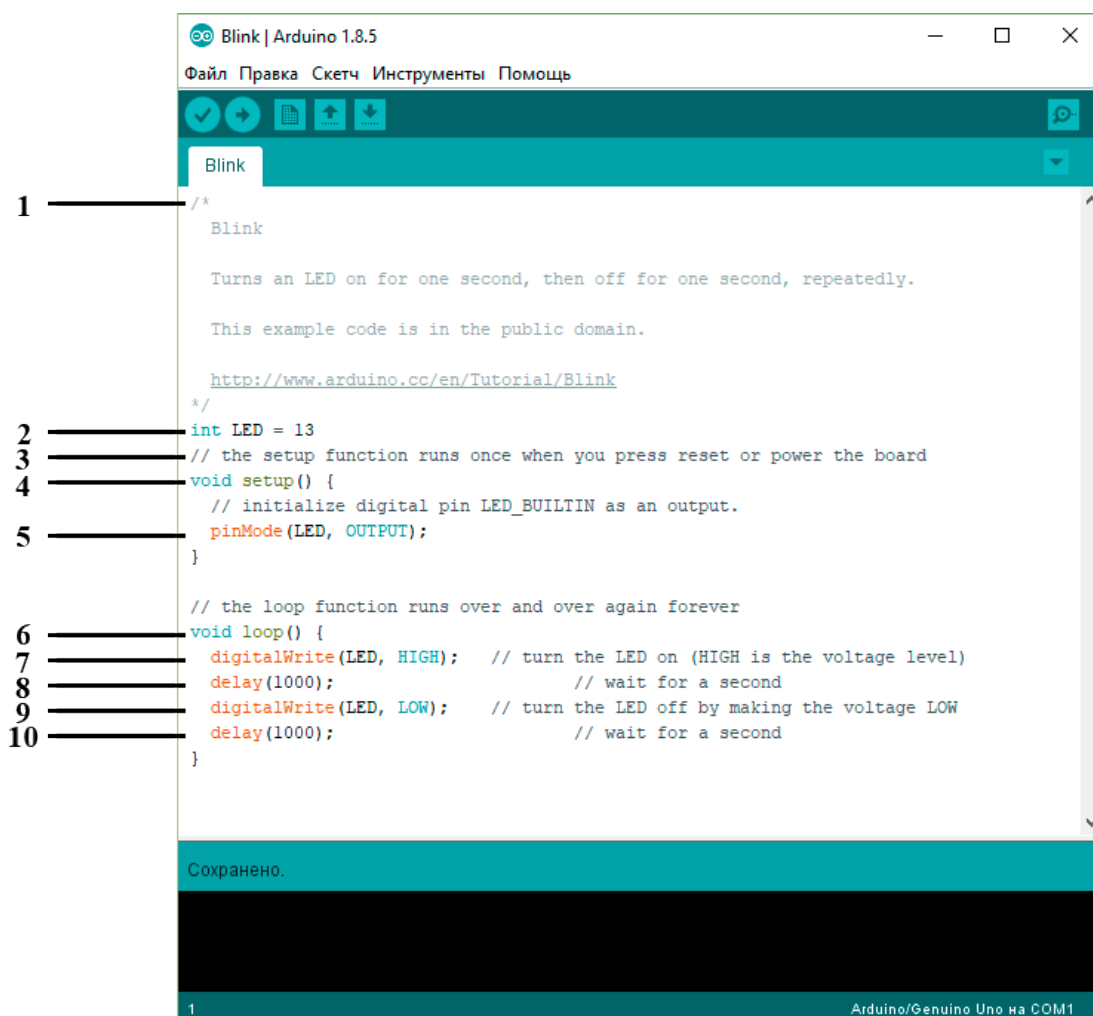 Blink | Arduino 1.8.5
Файл Правка Скетч Инструменты Помощь
Blink
1 /*
Blink
Turns an LED on for one second, then off for one second, repeatedly.
This example code is in the public domain.
http://www.arduino.cc/en/Tutorial/Blink
*/
2 int LED = 13
3 // the setup function runs once when you press reset or power the board
4 void setup() {
// initialize digital pin LED_BUILTIN as an output.
5 pinMode(LED, OUTPUT);
}
// the loop function runs over and over again forever
6 void loop() {
7 digitalWrite(LED, HIGH); // turn the LED on (HIGH is the voltage level)
8 delay(1000); // wait for a second
9 digitalWrite(LED, LOW); // turn the LED off by making the voltage LOW
10 delay(1000); // wait for a second
}
Сохранено.
1 Arduino/Genuino Uno на COM1